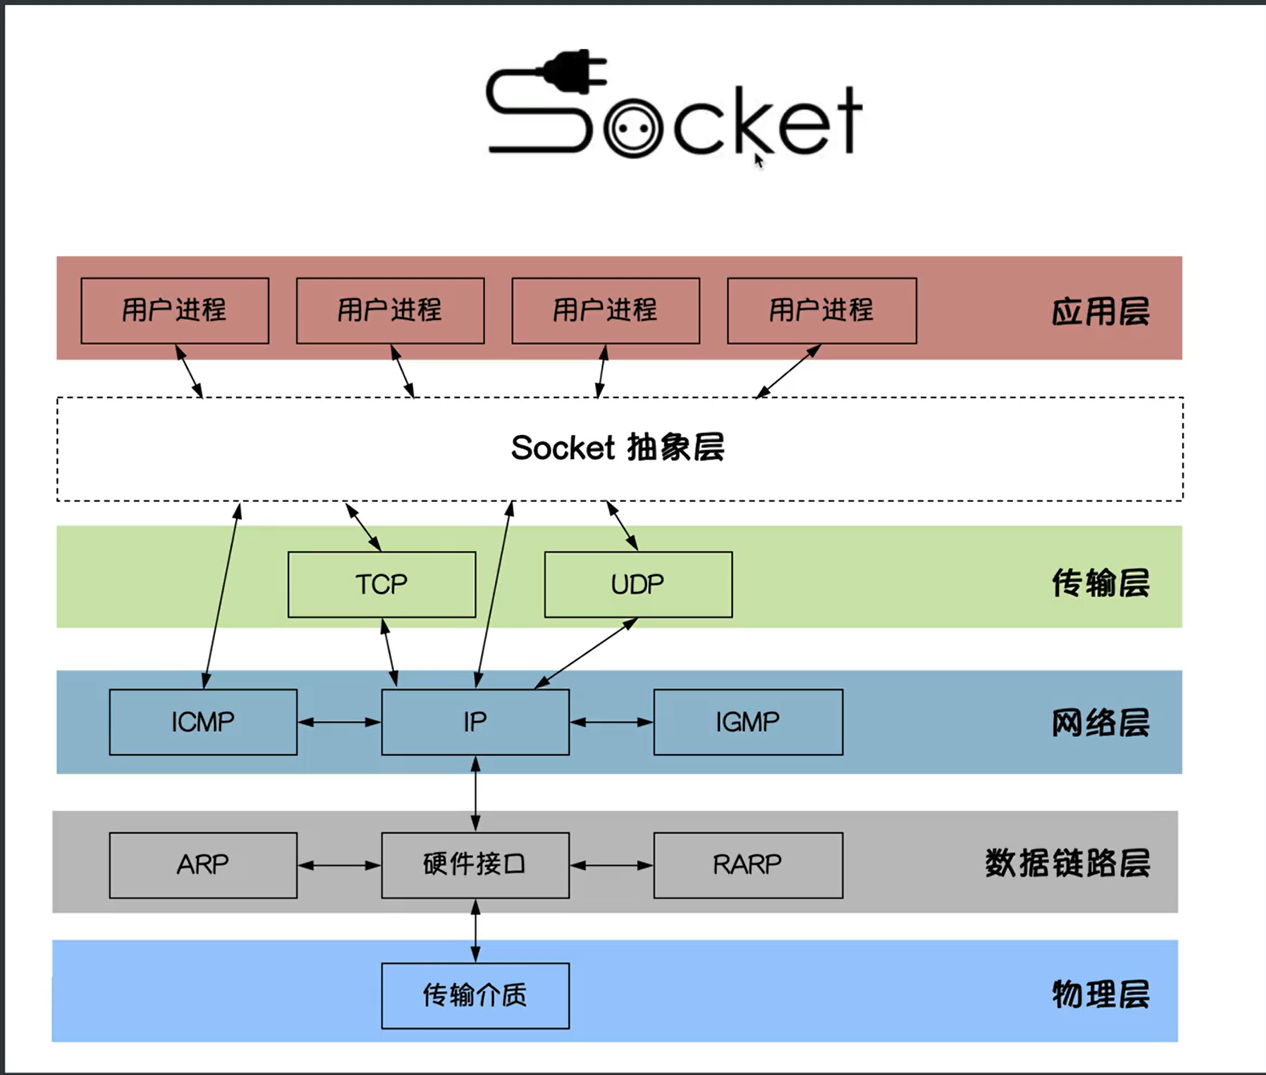 Socket
用户进程 用户进程 用户进程 用户进程 应用层
Socket 抽象层
TCP UDP 传输层
ICMP IP IGMP 网络层
ARP 硬件接口 RARP 数据链路层
传输介质 物理层